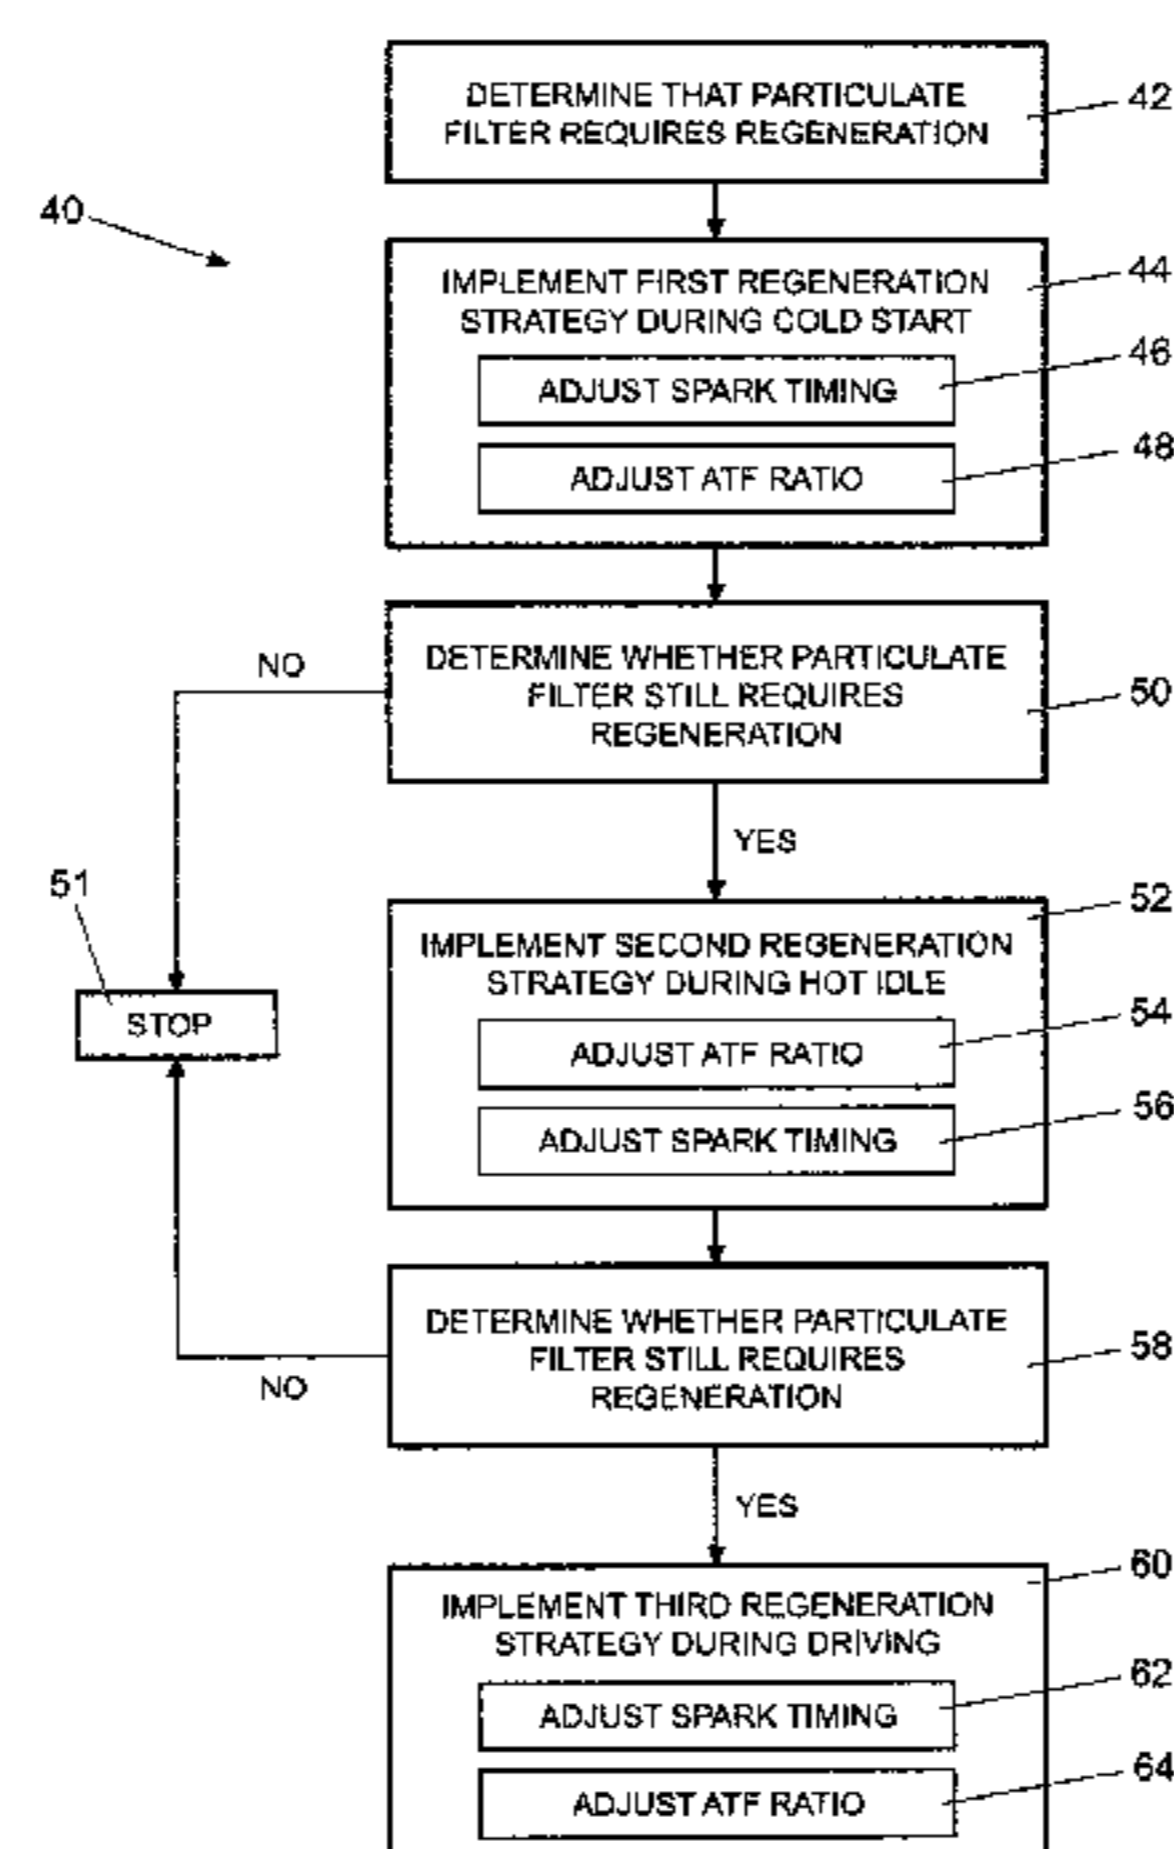 DETERMINE THAT PARTICULATE
FILTER REQUIRES REGENERATION
42
40
IMPLEMENT FIRST REGENERATION
STRATEGY DURING COLD START
44
ADJUST SPARK TIMING
46
ADJUST ATF RATIO
48
DETERMINE WHETHER PARTICULATE
FILTER STILL REQUIRES
REGENERATION
50
NO
YES
51
STOP
IMPLEMENT SECOND REGENERATION
STRATEGY DURING HOT IDLE
52
ADJUST ATF RATIO
54
ADJUST SPARK TIMING
56
DETERMINE WHETHER PARTICULATE
FILTER STILL REQUIRES
REGENERATION
58
NO
YES
IMPLEMENT THIRD REGENERATION
STRATEGY DURING DRIVING
60
ADJUST SPARK TIMING
62
ADJUST ATF RATIO
64